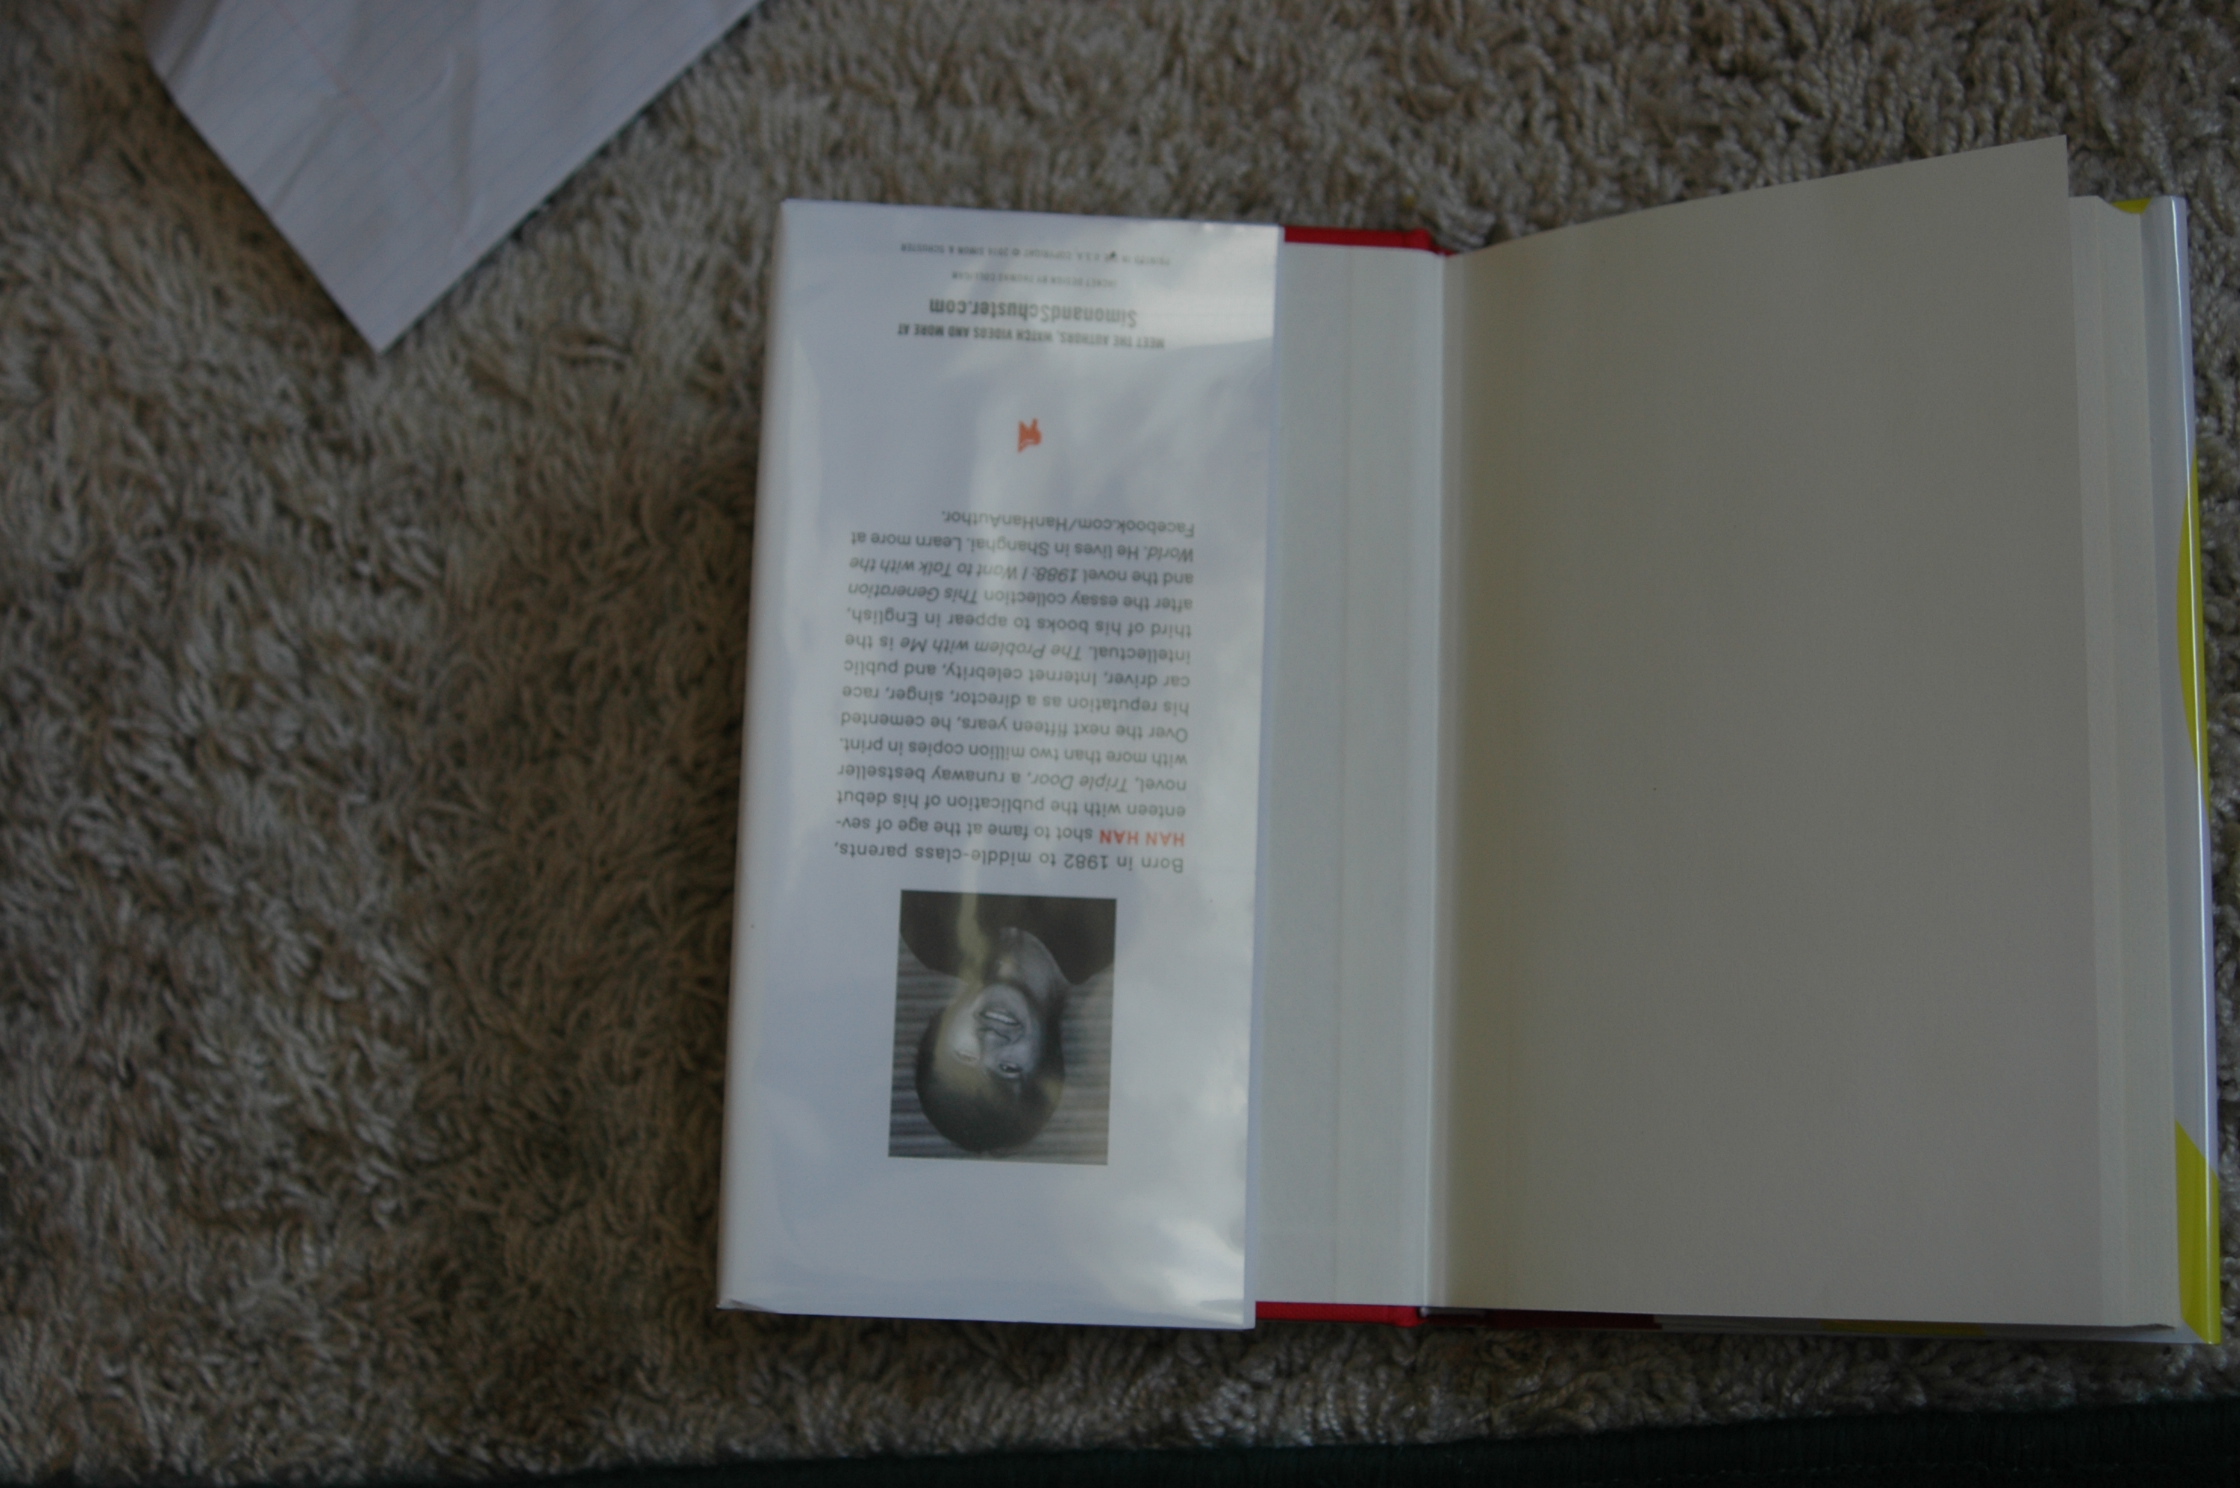 Born in 1982 to middle-class parents,
HAN HAN shot to fame at the age of sev-
enteen with the publication of his debut
novel, Triple Door, a runaway bestseller
with more than two million copies in print.
Over the next fifteen years, he cemented
his reputation as a director, singer, race
car driver, Internet celebrity, and public
intellectual. The Problem with Me is the
third of his books to appear in English,
after the essay collection This Generation
and the novel 1988: I Want to Talk with the
World. He lives in Shanghai. Learn more at
Facebook.com/HanHanAuthor.
MEET THE AUTHORS, WATCH VIDEOS AND MORE AT
SimonandSchuster.com
JACKET DESIGN BY THOMAS COLLIGAN
PRINTED IN THE U.S.A. COPYRIGHT © 2016 SIMON & SCHUSTER